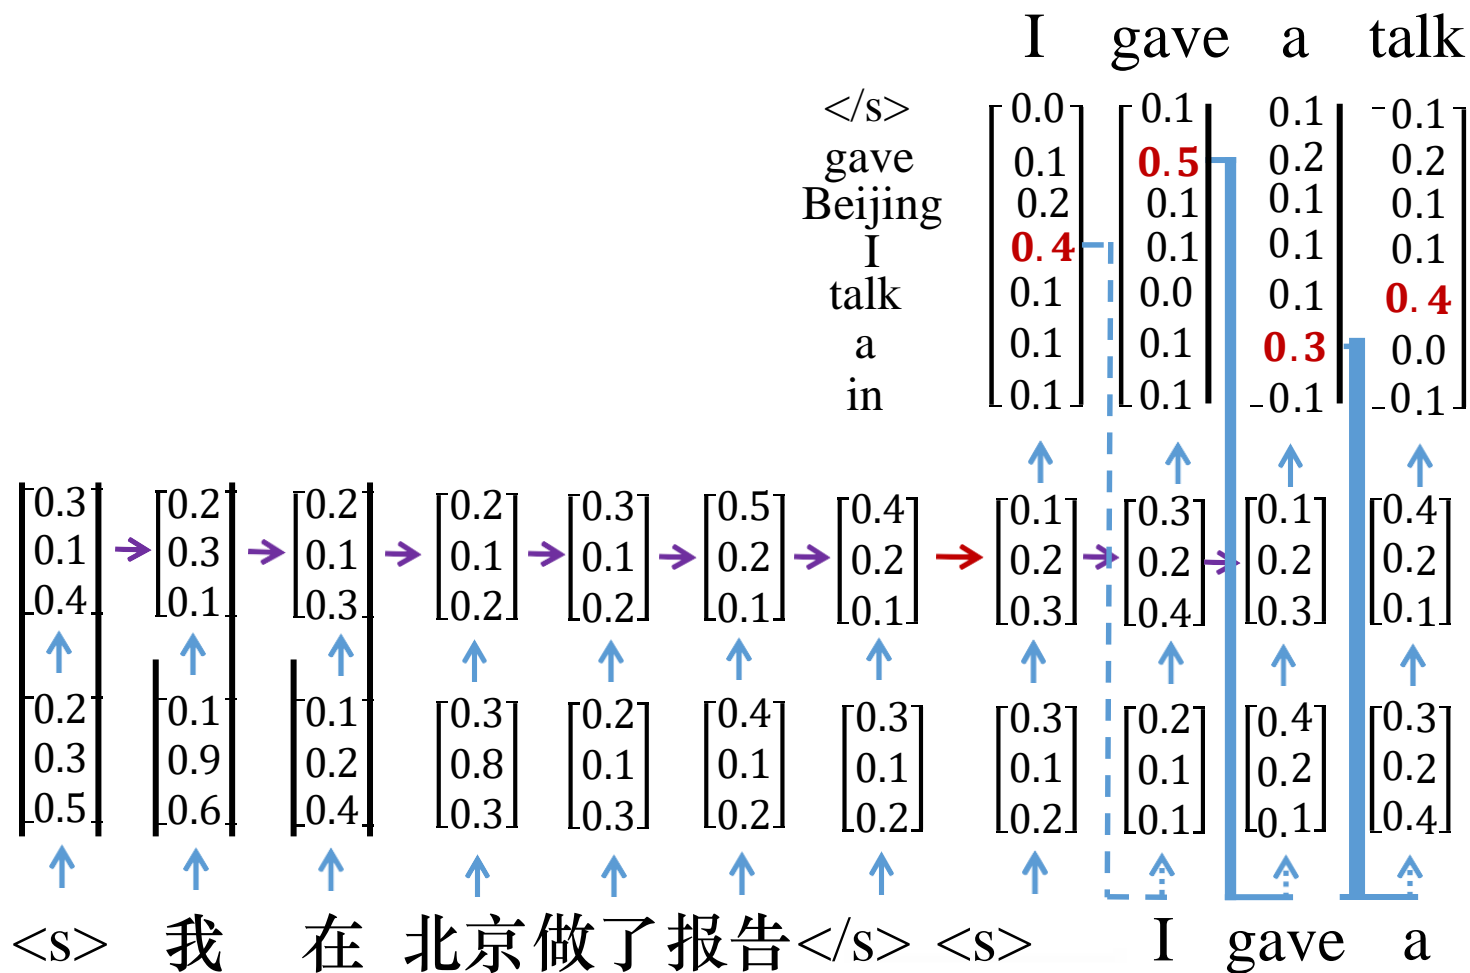 I gave a talk
</s> 0.0 0.1 0.1 0.1
gave 0.1 0.5 0.2 0.2
Beijing 0.2 0.1 0.1 0.1
I 0.4 0.1 0.1 0.1
talk 0.1 0.0 0.1 0.4
a 0.1 0.1 0.3 0.0
in 0.1 0.1 0.1 0.1
0.3 0.2 0.2 0.2 0.3 0.5 0.4 0.1 0.3 0.1 0.4
0.1 0.3 0.1 0.1 0.1 0.2 0.2 0.2 0.2 0.2 0.2
0.4 0.1 0.3 0.2 0.2 0.1 0.1 0.3 0.4 0.3 0.1
0.2 0.1 0.1 0.3 0.2 0.4 0.3 0.3 0.2 0.4 0.3
0.3 0.9 0.2 0.8 0.1 0.1 0.1 0.1 0.1 0.2 0.2
0.5 0.6 0.4 0.3 0.3 0.2 0.2 0.2 0.1 0.1 0.4
<s> 我 在 北京 做了 报告 </s> <s> I gave a